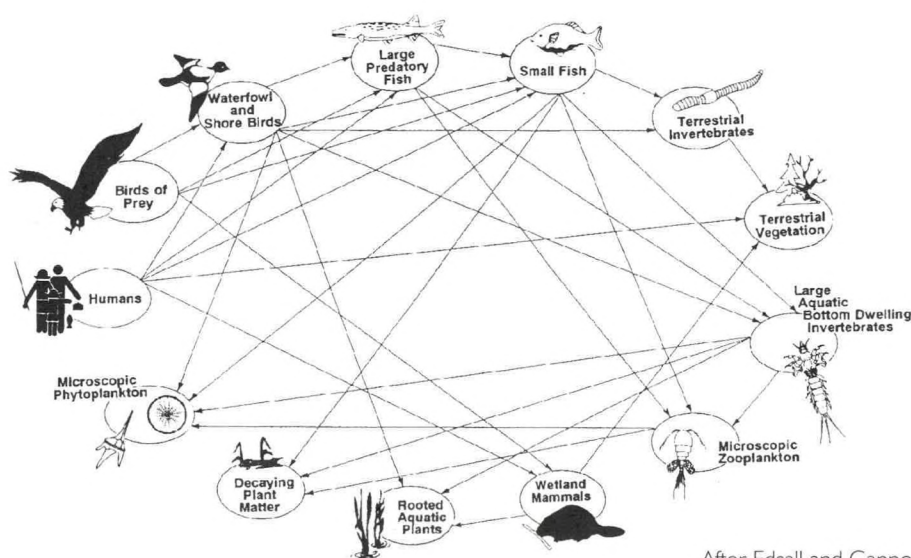 Large
Predatory
Fish
Small Fish
Waterfowl
and
Shore Birds
Terrestrial
Invertebrates
Birds of
Prey
Terrestrial
Vegetation
Humans
Large
Aquatic
Bottom Dwelling
Invertebrates
Microscopic
Phytoplankton
Microscopic
Zooplankton
Decaying
Plant
Matter
Rooted
Aquatic
Plants
Wetland
Mammals
After Edsall and